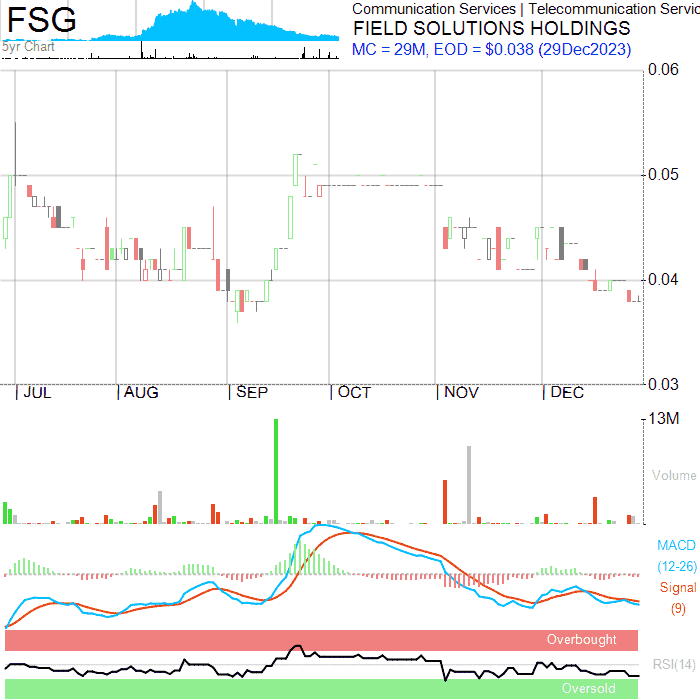 FSG
5yr Chart
Communication Services | Telecommunication Servic
FIELD SOLUTIONS HOLDINGS
MC = 29M, EOD = $0.038 (29Dec2023)
0.06
0.05
0.04
0.03
JUL AUG SEP OCT NOV DEC
13M
Volume
MACD
(12-26)
Signal
(9)
Overbought
RSI(14)
Oversold